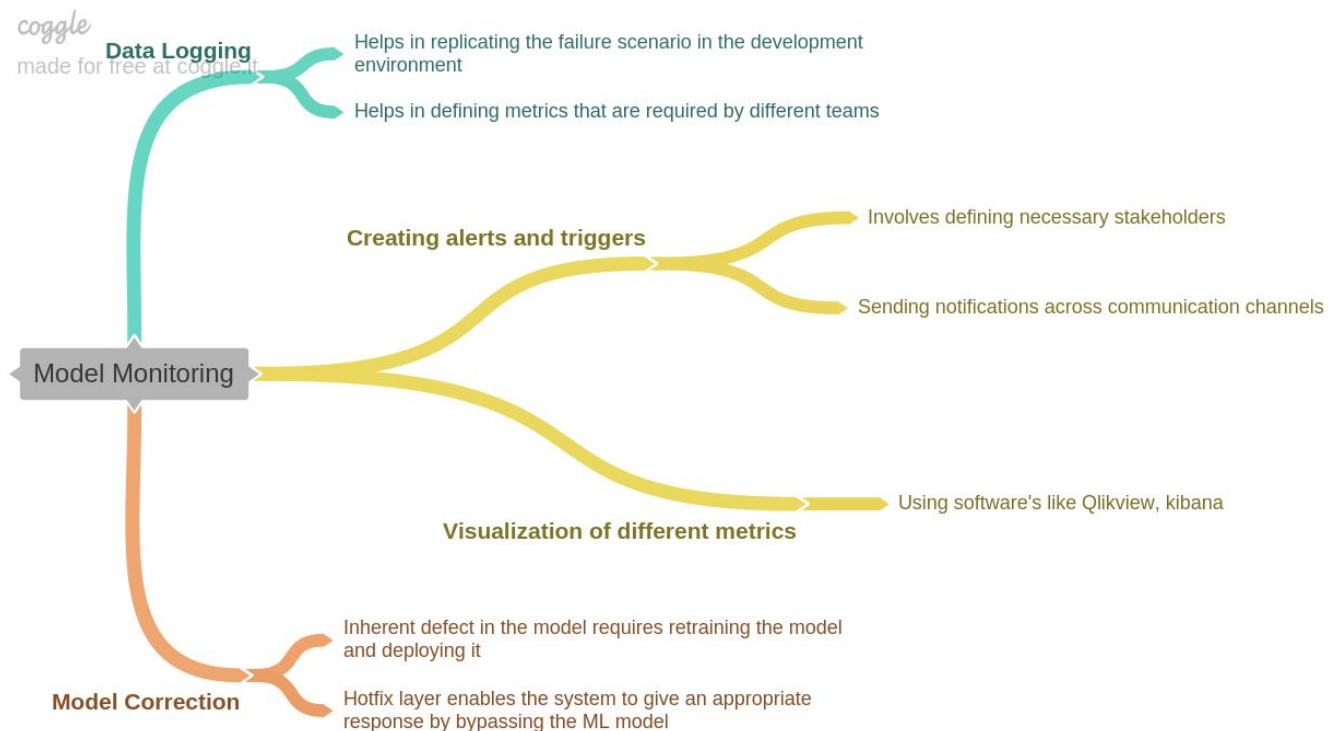 coggle
made for free at coggle.it
Data Logging
Helps in replicating the failure scenario in the development
environment
Helps in defining metrics that are required by different teams
Creating alerts and triggers
Involves defining necessary stakeholders
Sending notifications across communication channels
Model Monitoring
Visualization of different metrics
Using software's like Qlikview, kibana
Model Correction
Inherent defect in the model requires retraining the model
and deploying it
Hotfix layer enables the system to give an appropriate
response by bypassing the ML model